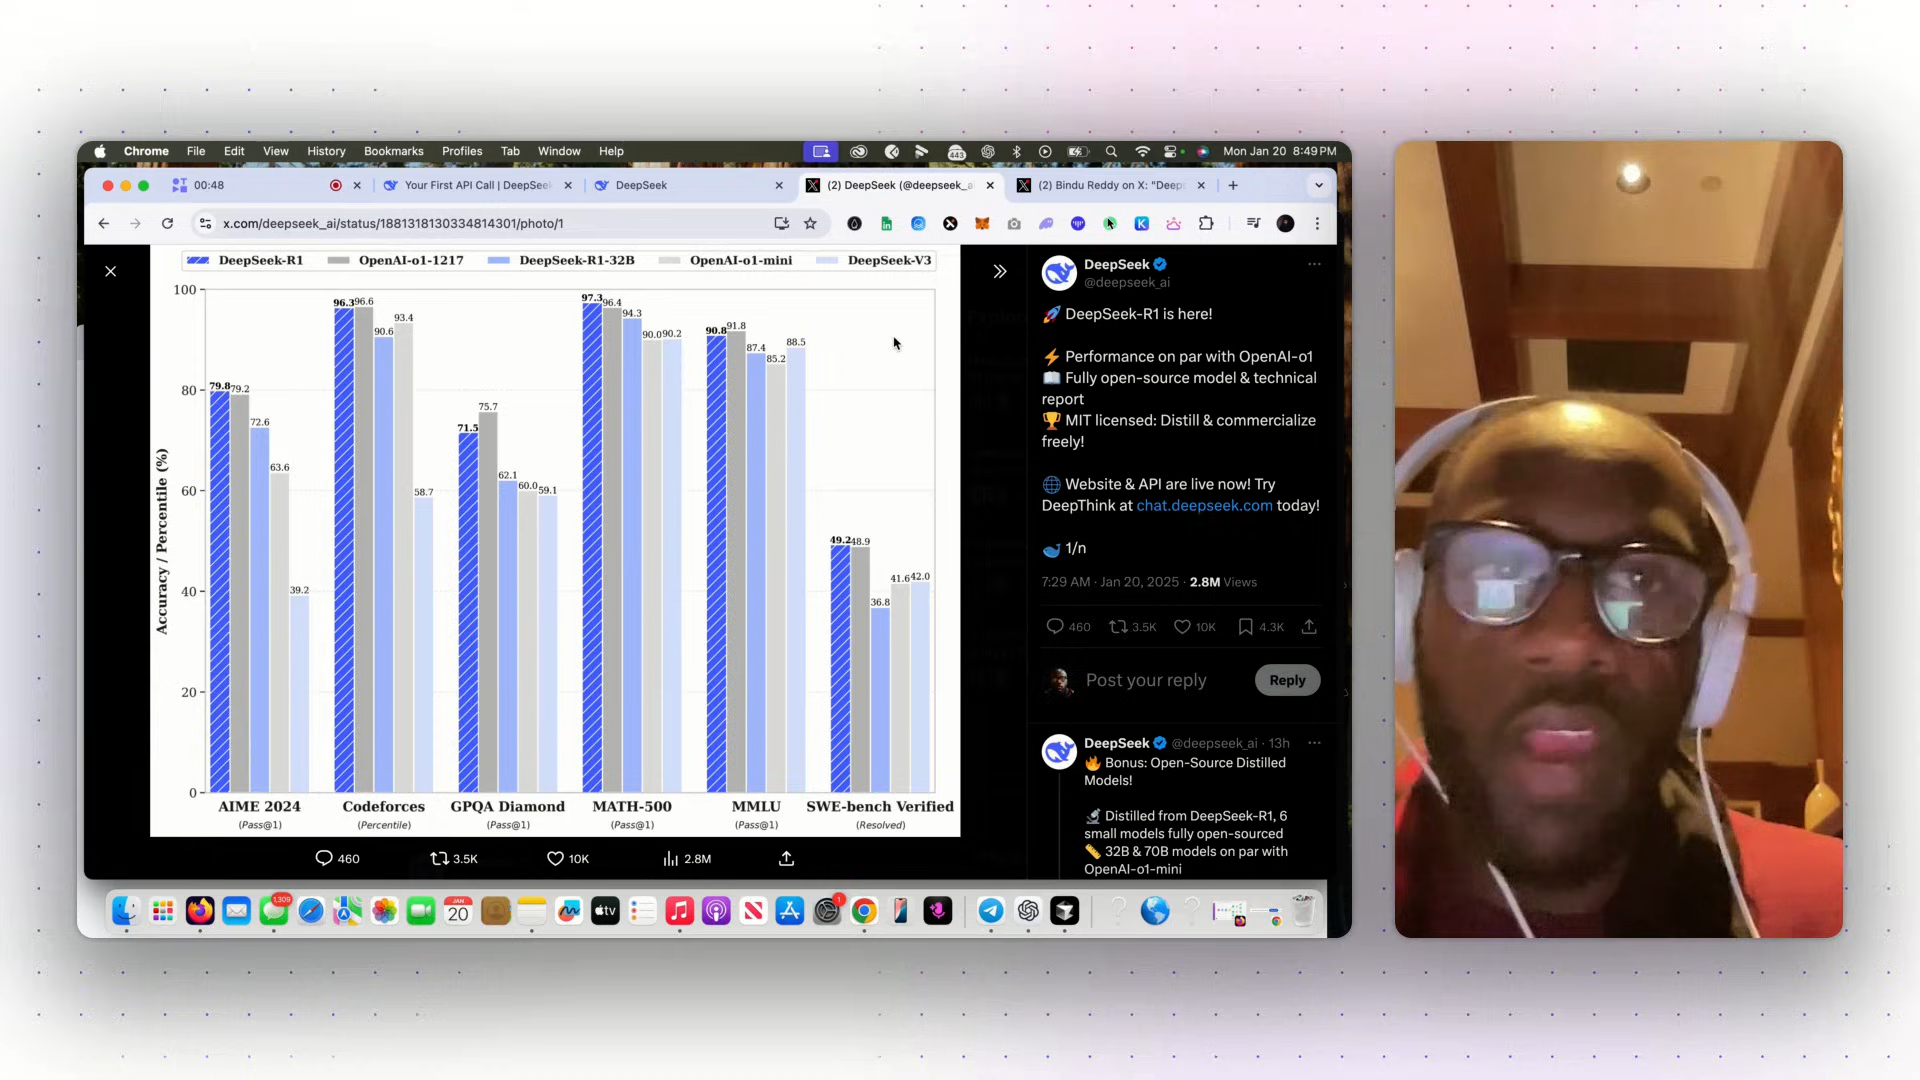 Chrome File Edit View History Bookmarks Profiles Tab Window Help
443
Mon Jan 20 8:49 PM
00:48
Your First API Call | DeepSeek
DeepSeek
(2) DeepSeek (@deepseek_a
(2) Bindu Reddy on X: "Deep
x.com/deepseek_ai/status/1881318130334814301/photo/1
DeepSeek-R1 OpenAI-o1-1217 DeepSeek-R1-32B OpenAI-o1-mini DeepSeek-V3
Accuracy / Percentile (%)
100
80
60
40
20
0
79.8 79.2 72.6 63.6 39.2
96.3 96.6 90.6 93.4 58.7
71.5 75.7 62.1 60.0 59.1
97.3 96.4 94.3 90.0 90.2
90.8 91.8 87.4 85.2 88.5
49.2 48.9 36.8 41.6 42.0
AIME 2024 Codeforces GPQA Diamond MATH-500 MMLU SWE-bench Verified
(Pass@1) (Percentile) (Pass@1) (Pass@1) (Pass@1) (Resolved)
460 3.5K 10K 2.8M
DeepSeek
@deepseek_ai
🚀 DeepSeek-R1 is here!
⚡ Performance on par with OpenAI-o1
📖 Fully open-source model & technical
report
🏆 MIT licensed: Distill & commercialize
freely!
🌐 Website & API are live now! Try
DeepThink at chat.deepseek.com today!
🐋 1/n
7:29 AM · Jan 20, 2025 · 2.8M Views
460 3.5K 10K 4.3K
Post your reply
Reply
DeepSeek @deepseek_ai · 13h
🔥 Bonus: Open-Source Distilled
Models!
🔬 Distilled from DeepSeek-R1, 6
small models fully open-sourced
📏 32B & 70B models on par with
OpenAI-o1-mini
1,309
JAN
20
tv
1